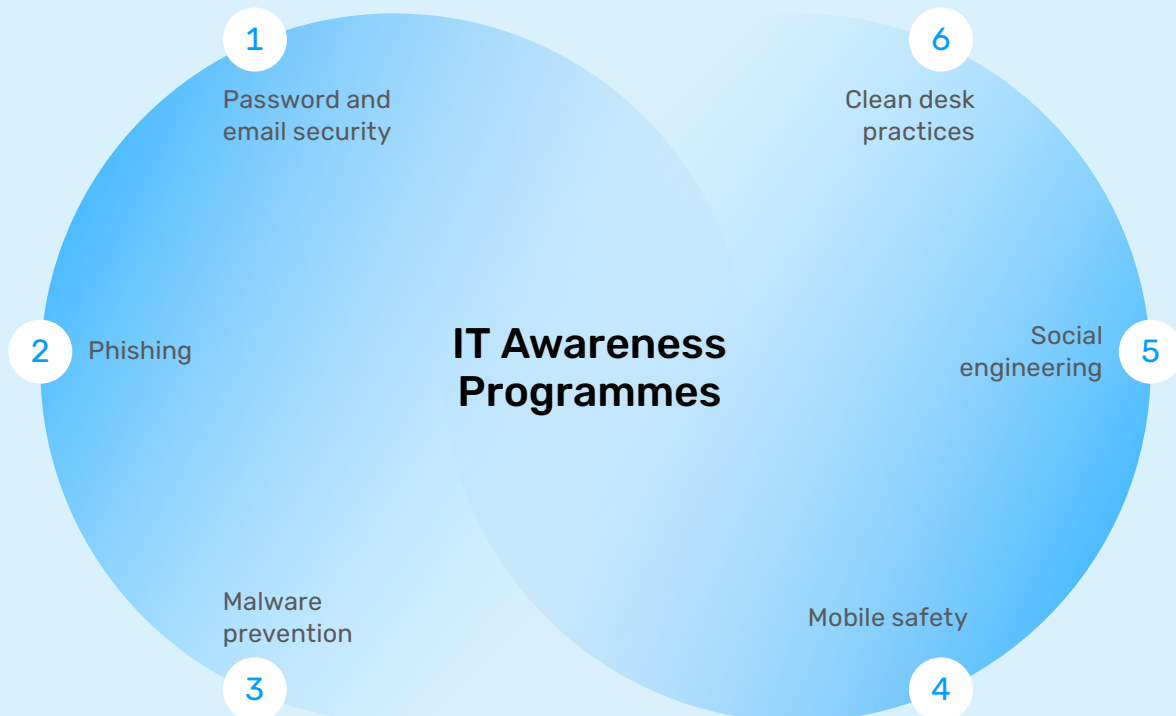 1
Password and
email security
2
Phishing
3
Malware
prevention
IT Awareness
Programmes
4
Mobile safety
5
Social
engineering
6
Clean desk
practices